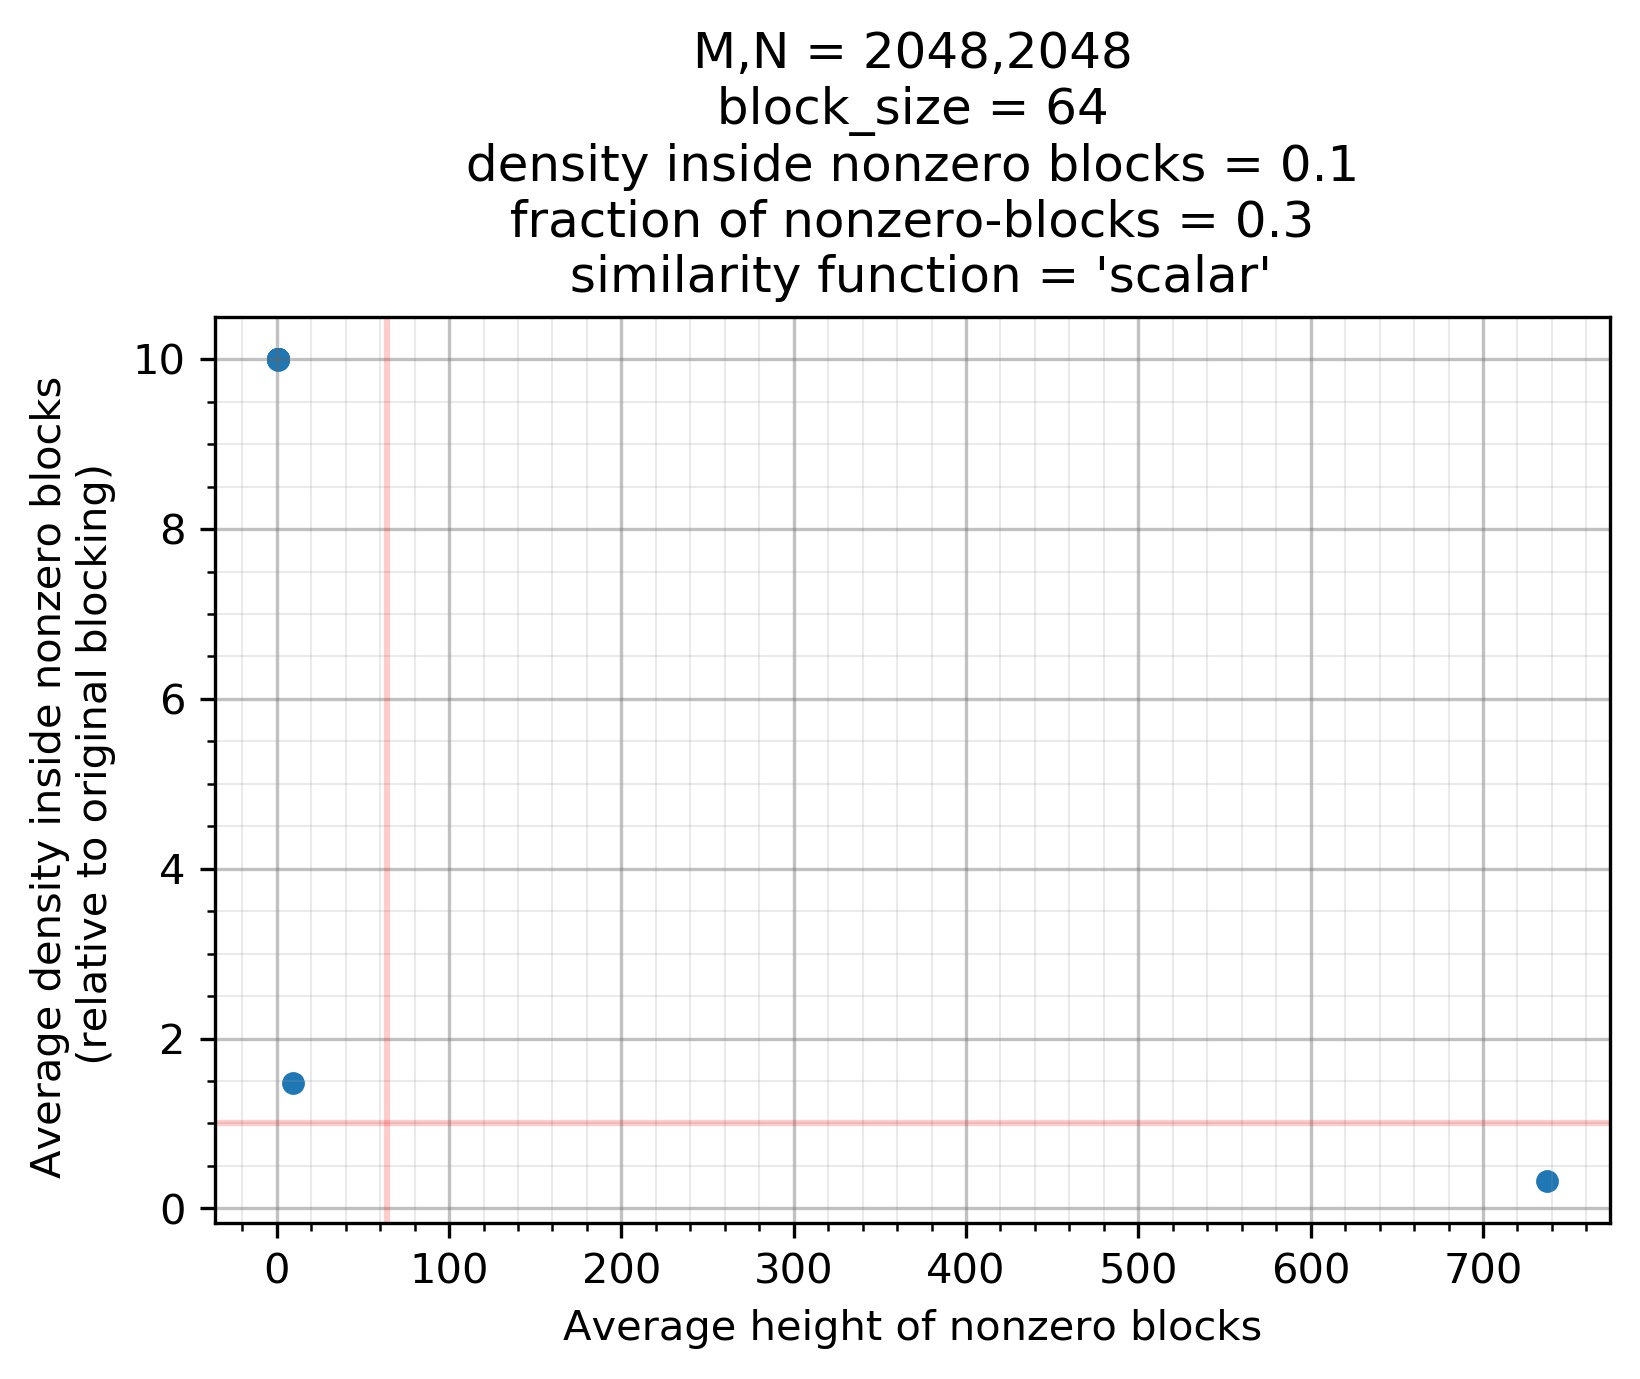 M,N = 2048,2048
block_size = 64
density inside nonzero blocks = 0.1
fraction of nonzero-blocks = 0.3
similarity function = 'scalar'
Average density inside nonzero blocks
(relative to original blocking)
10
8
6
4
2
0
0 100 200 300 400 500 600 700
Average height of nonzero blocks